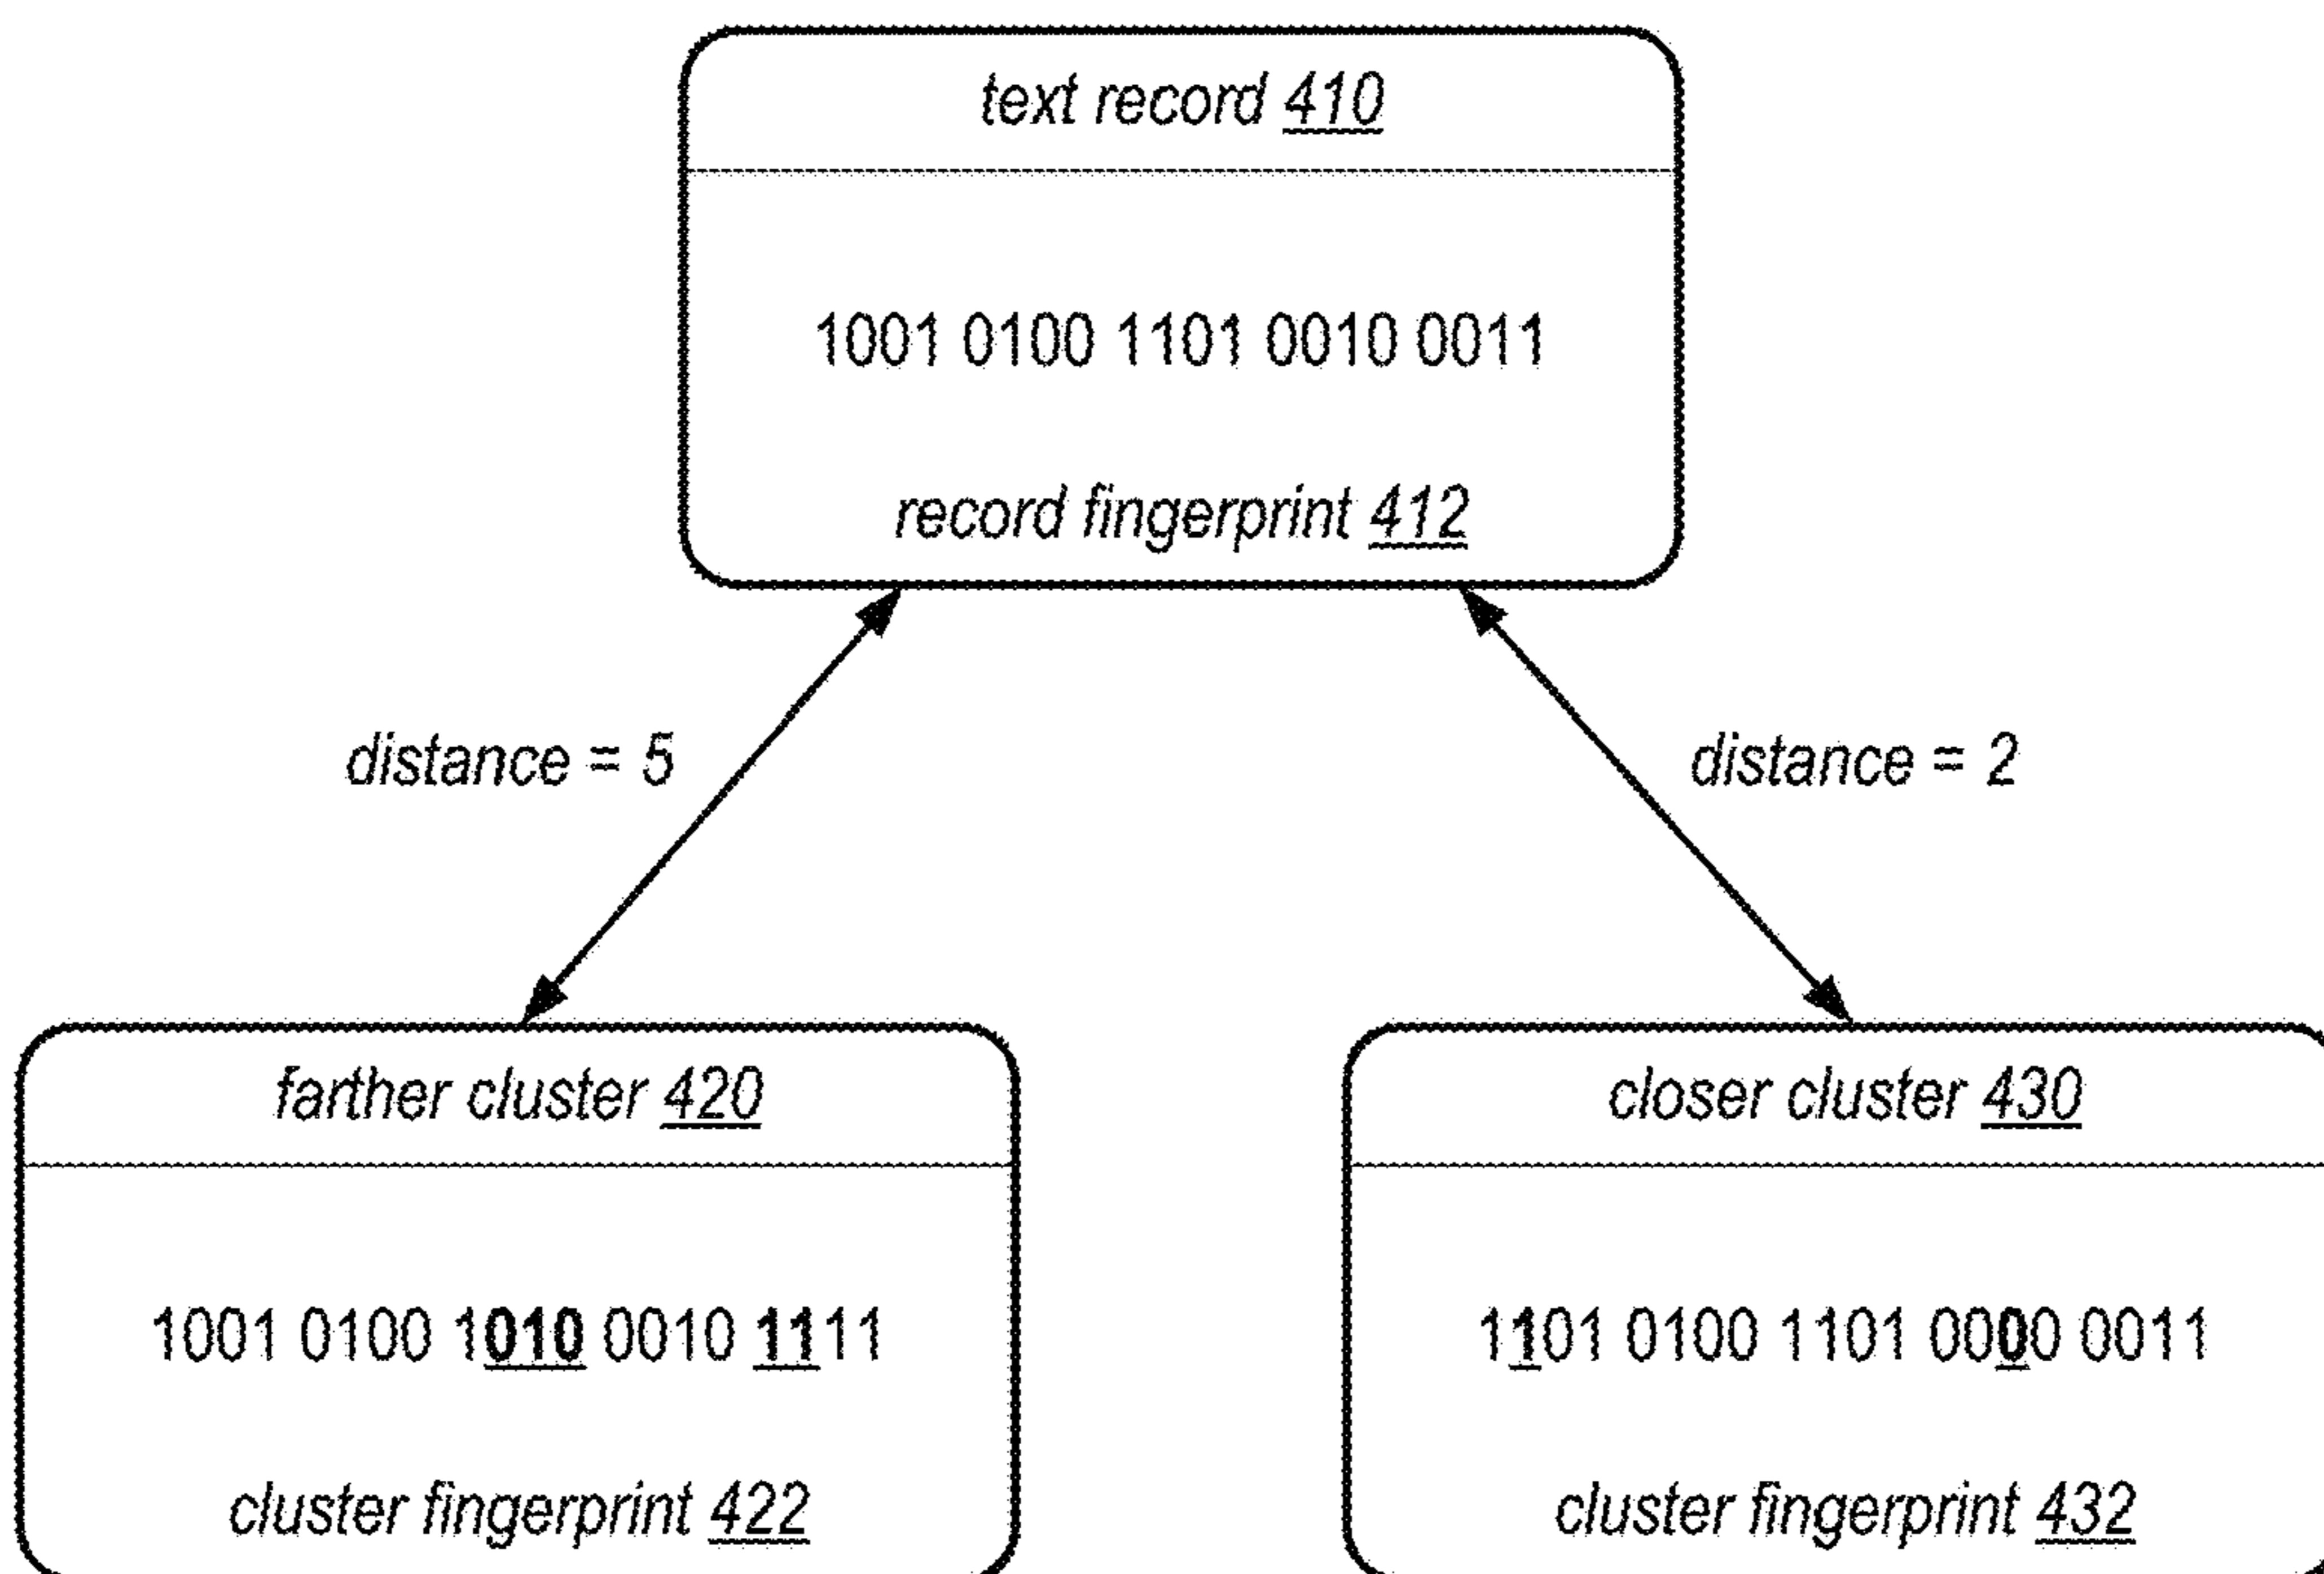 text record 410
1001 0100 1101 0010 0011
record fingerprint 412
distance = 5
distance = 2
farther cluster 420
1001 0100 1010 0010 1111
cluster fingerprint 422
closer cluster 430
1101 0100 1101 0000 0011
cluster fingerprint 432